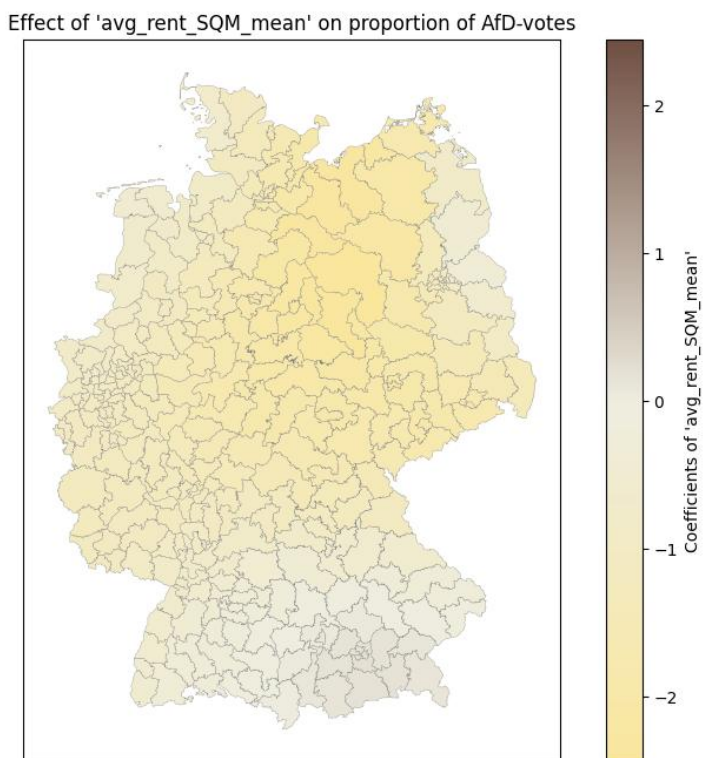 Effect of 'avg_rent_SQM_mean' on proportion of AfD-votes
2
1
0
−1
−2
Coefficients of 'avg_rent_SQM_mean'